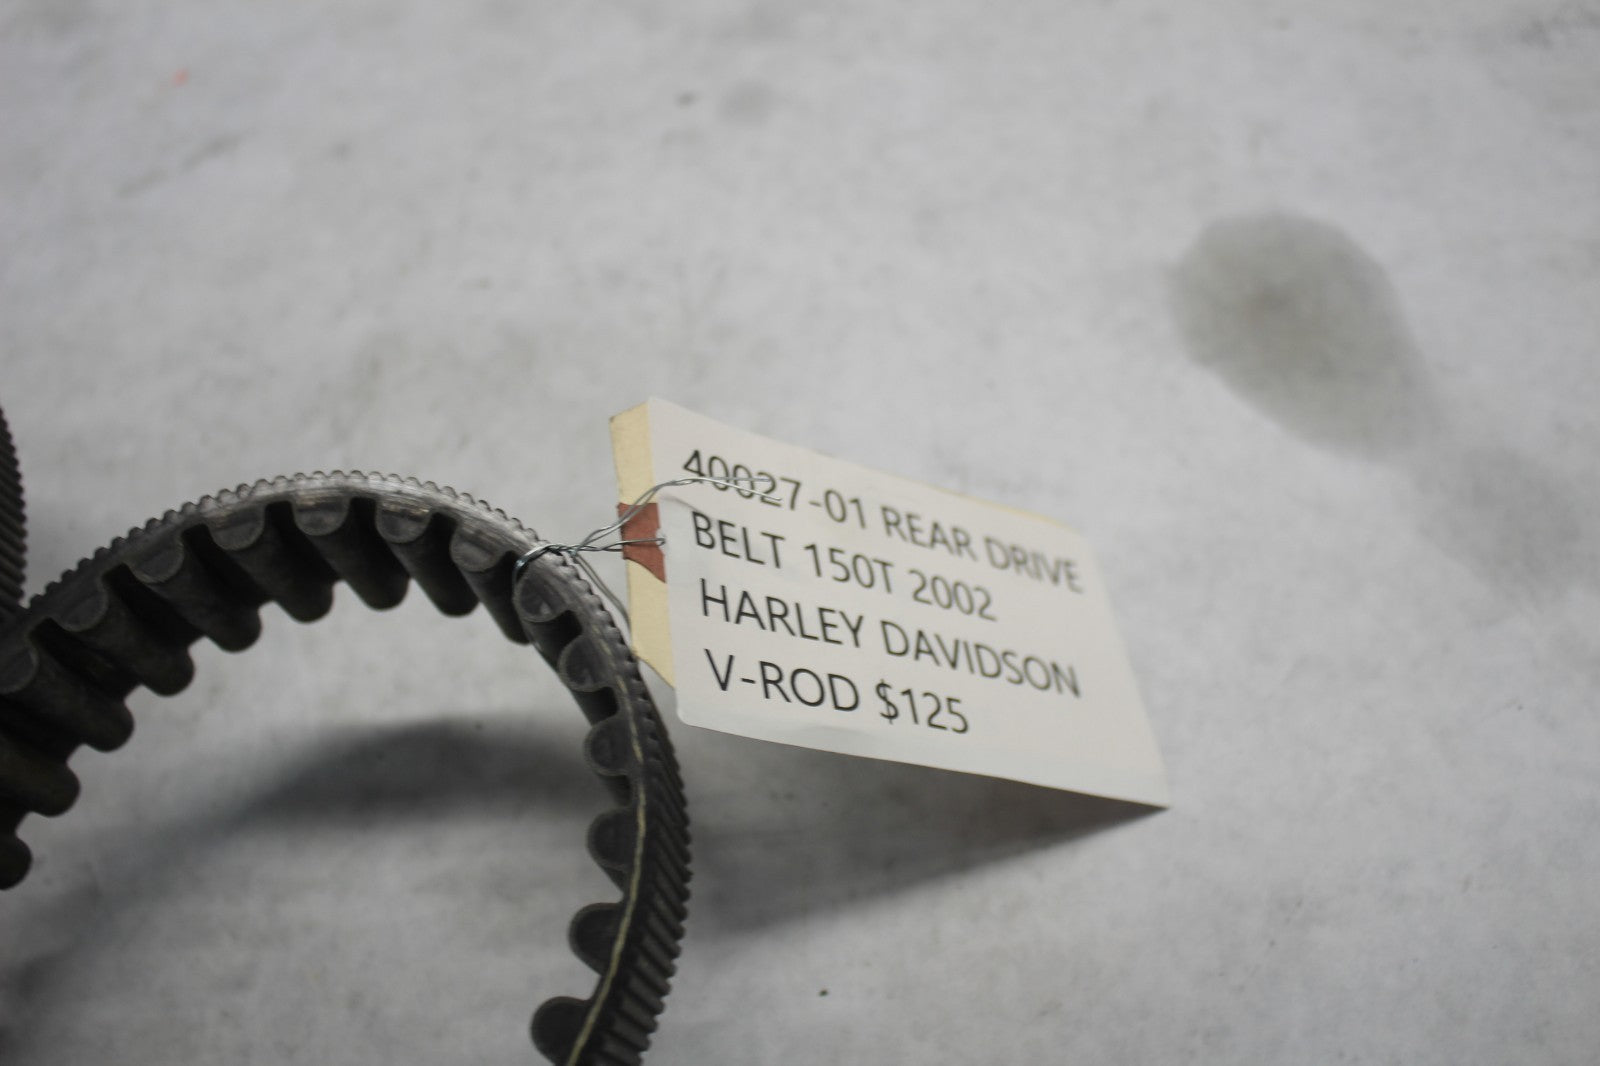 40027-01 REAR DRIVE
BELT 150T 2002
HARLEY DAVIDSON
V-ROD $125